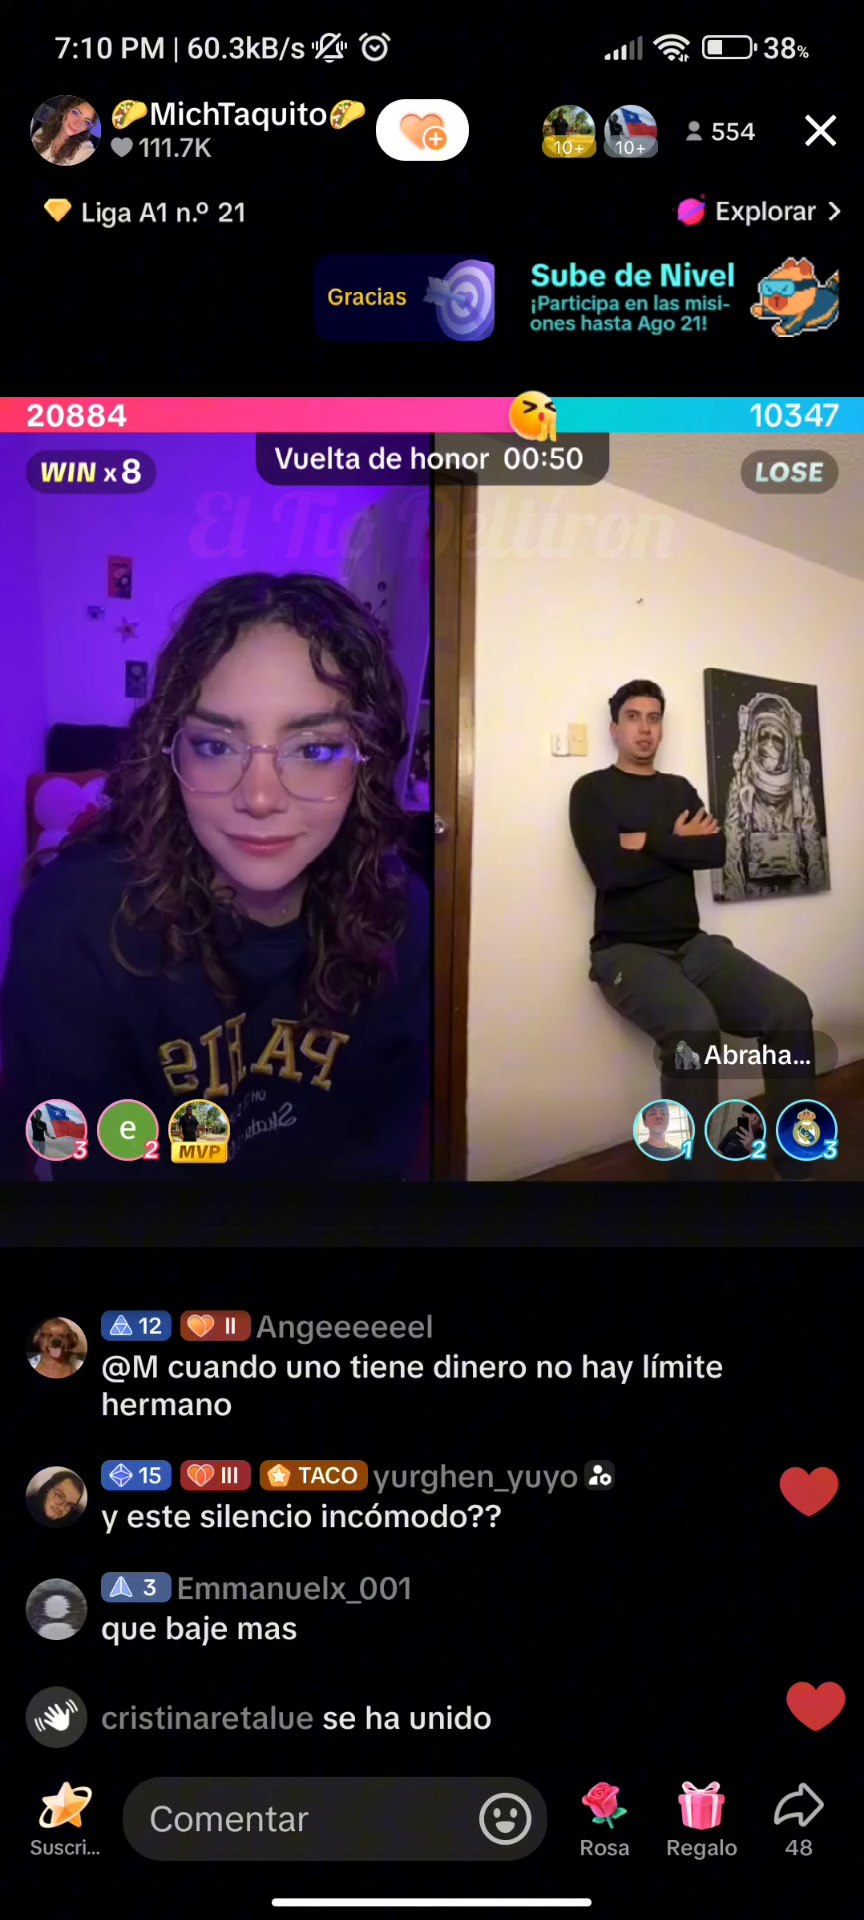 7:10 PM | 60.3kB/s
38%
🌮MichTaquito🌮
111.7K
10+
10+
554
Liga A1 n.º 21
Explorar >
Gracias
Sube de Nivel
¡Participa en las misi-
ones hasta Ago 21!
20884
10347
WIN x8
Vuelta de honor 00:50
LOSE
El Tio Deltiron
PARIS
🦍Abraha...
3
e
2
MVP
1
2
3
12
II
Angeeeeeel
@M cuando uno tiene dinero no hay límite
hermano
15
III
TACO
yurghen_yuyo
y este silencio incómodo??
3
Emmanuelx_001
que baje mas
cristinaretalue se ha unido
Comentar
Suscri...
Rosa
Regalo
48